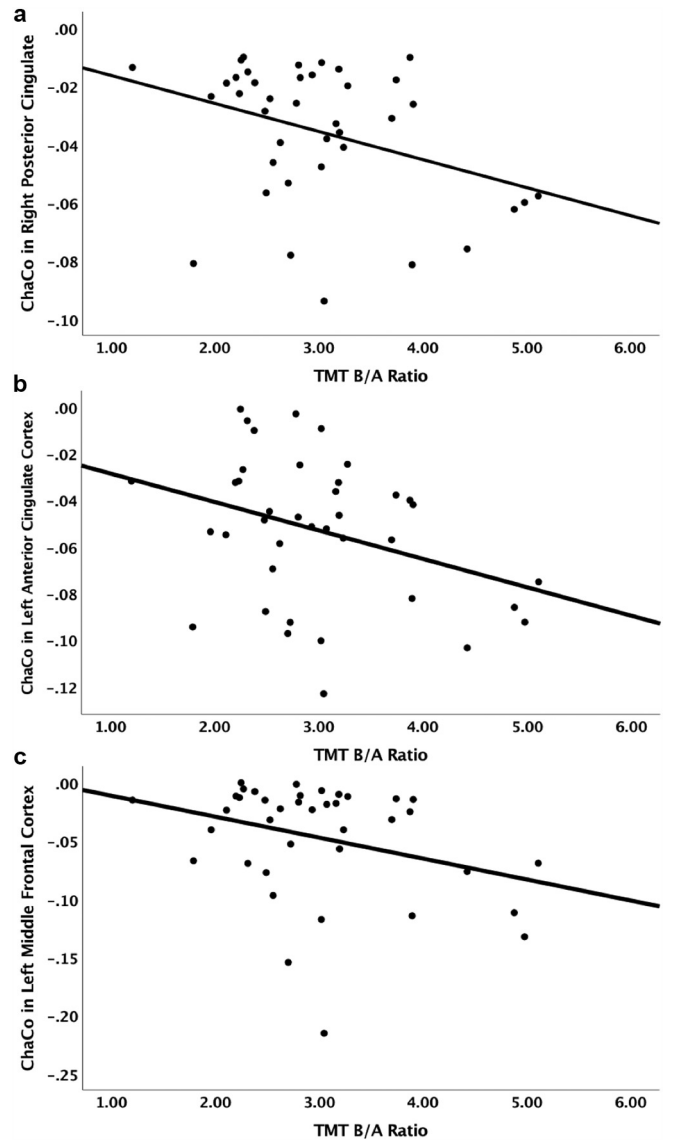 a
ChaCo in Right Posterior Cingulate
.00
-.02
-.04
-.06
-.08
-.10
1.00 2.00 3.00 4.00 5.00 6.00
TMT B/A Ratio
b
ChaCo in Left Anterior Cingulate Cortex
.00
-.02
-.04
-.06
-.08
-.10
-.12
1.00 2.00 3.00 4.00 5.00 6.00
TMT B/A Ratio
c
ChaCo in Left Middle Frontal Cortex
.00
-.05
-.10
-.15
-.20
-.25
1.00 2.00 3.00 4.00 5.00 6.00
TMT B/A Ratio